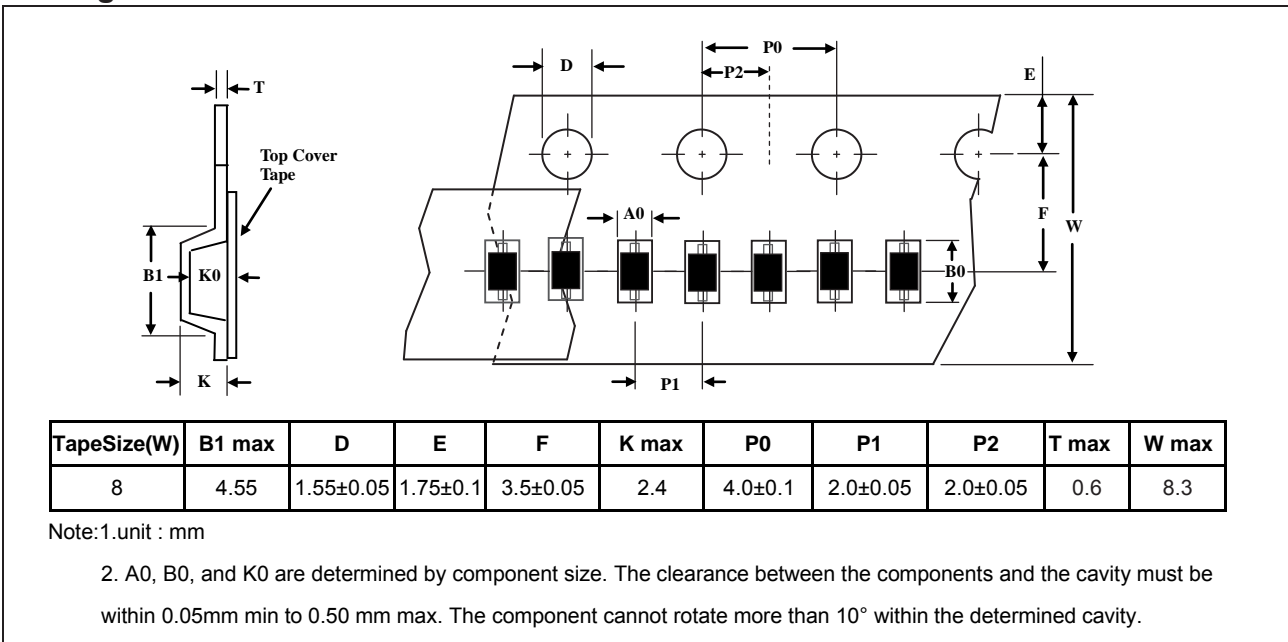 P0
D
P2
E
T
Top Cover
Tape
A0
F
W
B1
K0
B0
K
P1
TapeSize(W) B1 max D E F K max P0 P1 P2 T max W max
8 4.55 1.55±0.05 1.75±0.1 3.5±0.05 2.4 4.0±0.1 2.0±0.05 2.0±0.05 0.6 8.3
Note:1.unit : mm
2. A0, B0, and K0 are determined by component size. The clearance between the components and the cavity must be
within 0.05mm min to 0.50 mm max. The component cannot rotate more than 10° within the determined cavity.